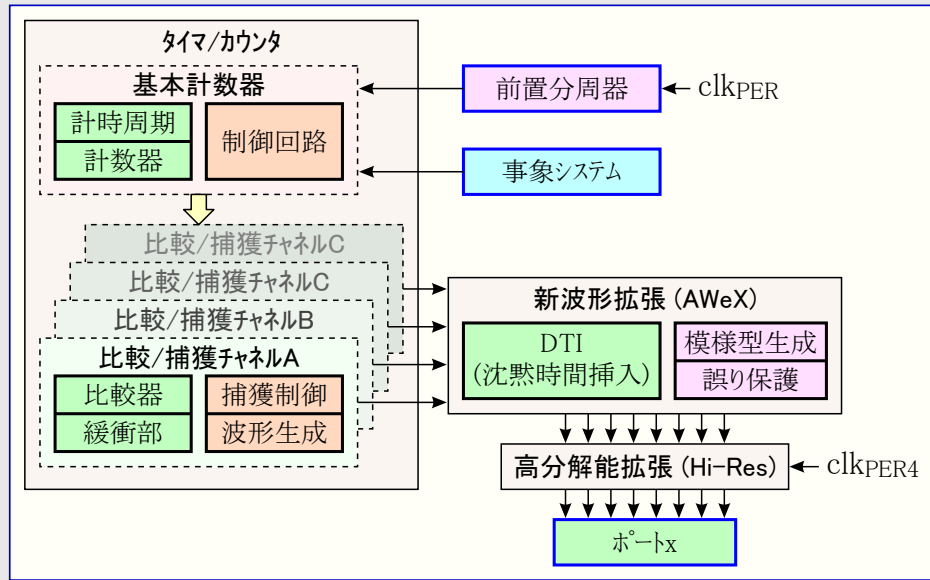 タイマ/カウンタ
基本計数器
計時周期
計数器
制御回路
前置分周器
clkPER
事象システム
比較/捕獲チャネルC
比較/捕獲チャネルC
比較/捕獲チャネルB
比較/捕獲チャネルA
比較器
緩衝部
捕獲制御
波形生成
新波形拡張 (AWeX)
DTI
(沈黙時間挿入)
模様型生成
誤り保護
高分解能拡張 (Hi-Res)
clkPER4
ポートx